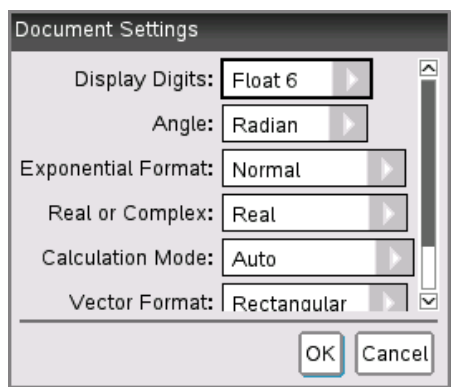 Document Settings
Display Digits: Float 6
Angle: Radian
Exponential Format: Normal
Real or Complex: Real
Calculation Mode: Auto
Vector Format: Rectangular
OK Cancel